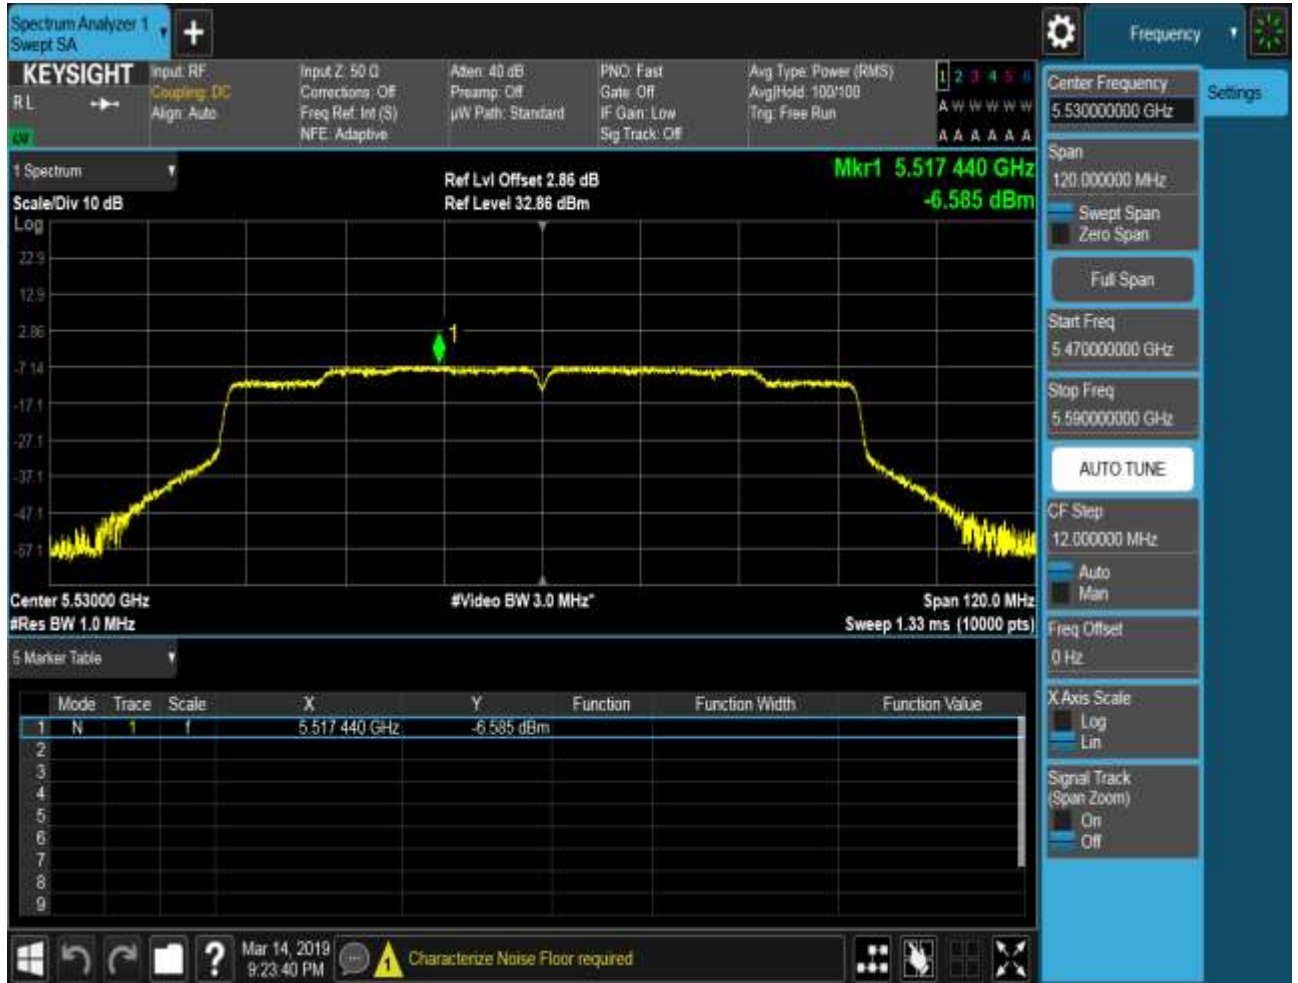 Spectrum Analyzer 1
Swept SA
+
Frequency
KEYSIGHT
RL
Input: RF
Coupling: DC
Align: Auto
Input Z: 50 Ω
Corrections: Off
Freq Ref: Int (S)
NFE: Adaptive
Atten: 40 dB
Preamp: Off
µW Path: Standard
PNO: Fast
Gate: Off
IF Gain: Low
Sig Track: Off
Avg Type: Power (RMS)
Avg|Hold: 100/100
Trig: Free Run
1 2 3 4 5 6
A W W W W W
A A A A A A
Center Frequency
5.530000000 GHz
Settings
Span
120.000000 MHz
Swept Span
Zero Span
Full Span
Start Freq
5.470000000 GHz
Stop Freq
5.590000000 GHz
AUTO TUNE
CF Step
12.000000 MHz
Auto
Man
Freq Offset
0 Hz
X Axis Scale
Log
Lin
Signal Track
(Span Zoom)
On
Off
1 Spectrum
Scale/Div 10 dB
Log
Ref Lvl Offset 2.86 dB
Ref Level 32.86 dBm
Mkr1 5.517 440 GHz
-6.585 dBm
22.9
12.9
2.86
-7.14
-17.1
-27.1
-37.1
-47.1
-57.1
1
Center 5.53000 GHz
#Video BW 3.0 MHz*
Span 120.0 MHz
#Res BW 1.0 MHz
Sweep 1.33 ms (10000 pts)
5 Marker Table
Mode Trace Scale X Y Function Function Width Function Value
1 N 1 f 5.517 440 GHz -6.585 dBm
2
3
4
5
6
7
8
9
?
Mar 14, 2019
9:23:40 PM
1
Characterize Noise Floor required